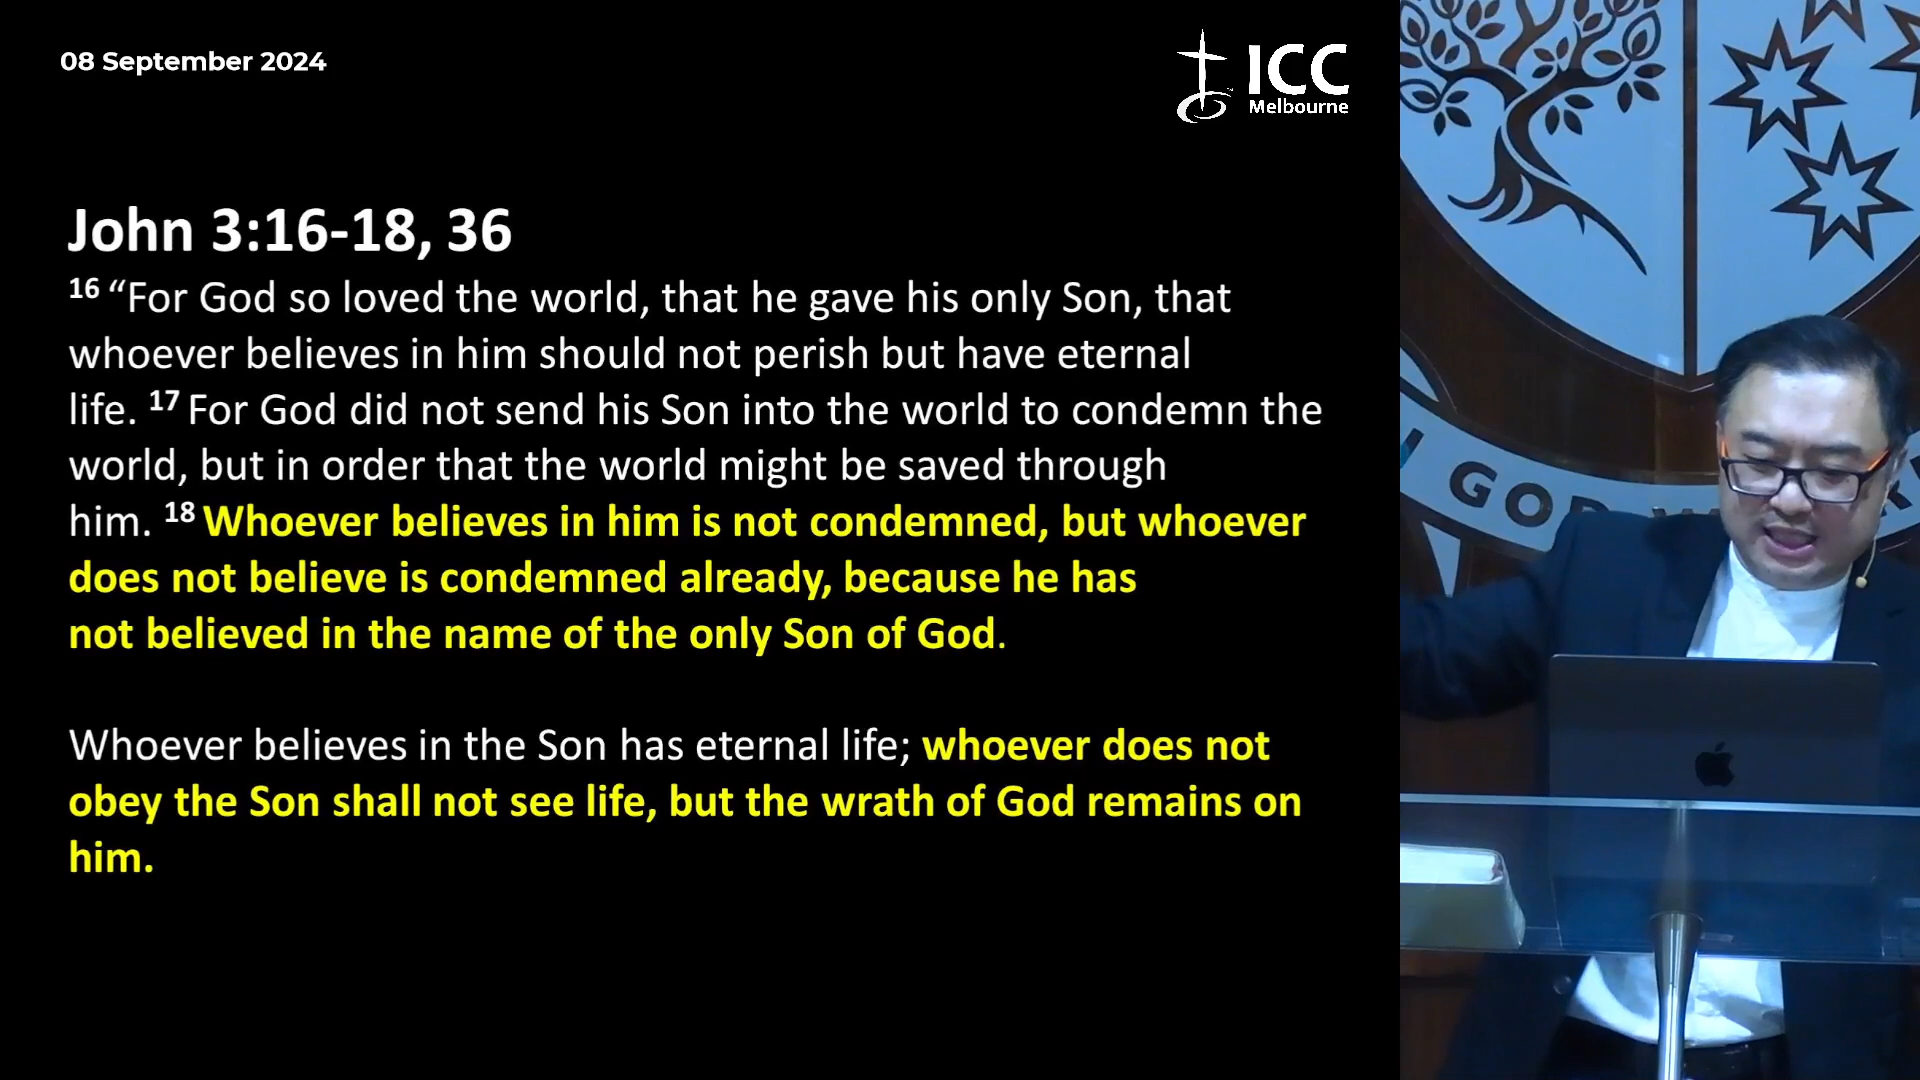 08 September 2024
ICC
Melbourne
John 3:16-18, 36
16 “For God so loved the world, that he gave his only Son, that
whoever believes in him should not perish but have eternal
life. 17 For God did not send his Son into the world to condemn the
world, but in order that the world might be saved through
him. 18 Whoever believes in him is not condemned, but whoever
does not believe is condemned already, because he has
not believed in the name of the only Son of God.
Whoever believes in the Son has eternal life; whoever does not
obey the Son shall not see life, but the wrath of God remains on
him.
GOD